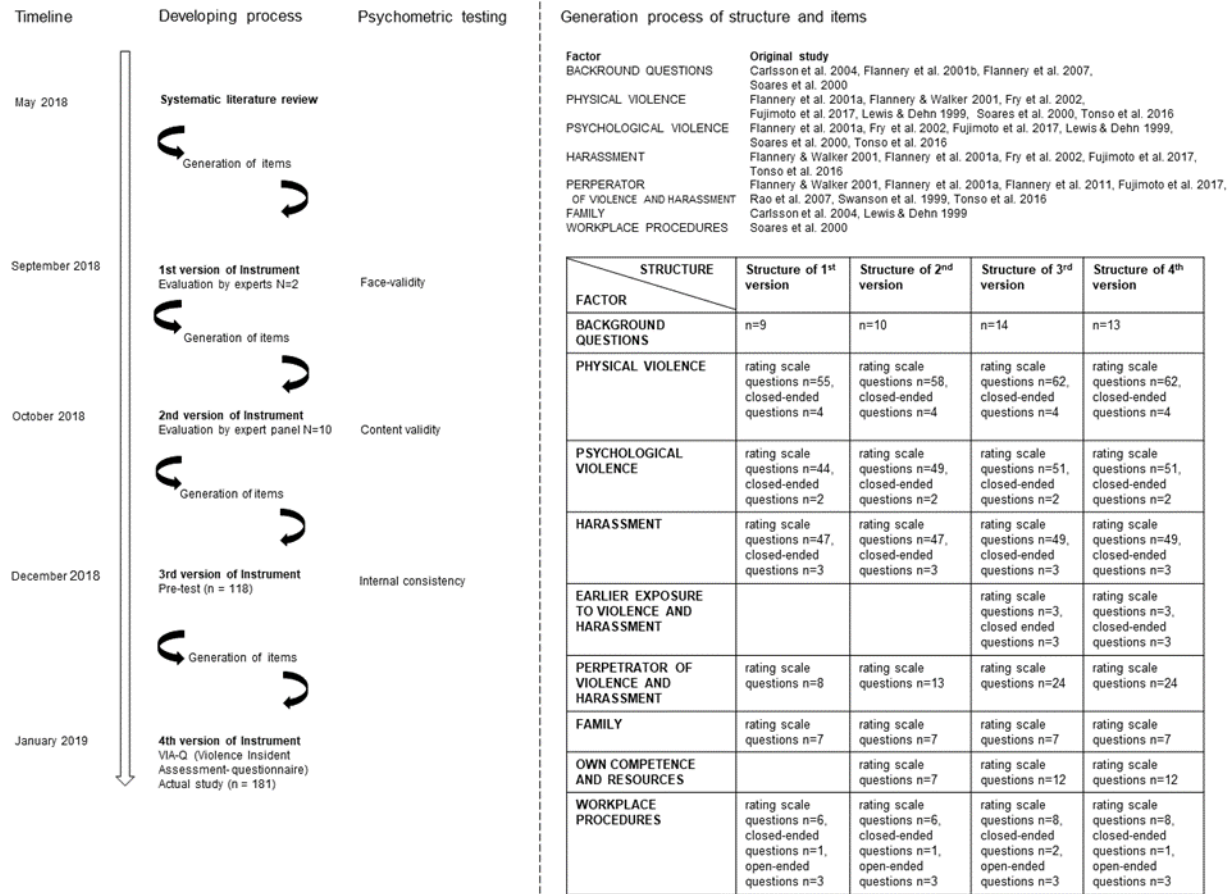 Timeline
Developing process
Psychometric testing
Generation process of structure and items
May 2018
Systematic literature review
Generation of items
September 2018
1st version of Instrument
Evaluation by experts N=2
Face-validity
Generation of items
October 2018
2nd version of Instrument
Evaluation by expert panel N=10
Content validity
Generation of items
December 2018
3rd version of Instrument
Pre-test (n = 118)
Internal consistency
Generation of items
January 2019
4th version of Instrument
VIA-Q (Violence Insident
Assessment-questionnaire)
Actual study (n = 181)
Factor
Original study
BACKROUND QUESTIONS
Carlsson et al. 2004, Flannery et al. 2001b, Flannery et al. 2007,
Soares et al. 2000
PHYSICAL VIOLENCE
Flannery et al. 2001a, Flannery & Walker 2001, Fry et al. 2002,
Fujimoto et al. 2017, Lewis & Dehn 1999, Soares et al. 2000, Tonso et al. 2016
PSYCHOLOGICAL VIOLENCE
Flannery et al. 2001a, Fry et al. 2002, Fujimoto et al. 2017, Lewis & Dehn 1999,
Soares et al. 2000, Tonso et al. 2016
HARASSMENT
Flannery & Walker 2001, Flannery et al. 2001a, Fry et al. 2002, Fujimoto et al. 2017,
Tonso et al. 2016
PERPERATOR
OF VIOLENCE AND HARASSMENT
Flannery & Walker 2001, Flannery et al. 2001a, Flannery et al. 2011, Fujimoto et al. 2017,
Rao et al. 2007, Swanson et al. 1999, Tonso et al. 2016
FAMILY
Carlsson et al. 2004, Lewis & Dehn 1999
WORKPLACE PROCEDURES
Soares et al. 2000
STRUCTURE
FACTOR
Structure of 1st
version
Structure of 2nd
version
Structure of 3rd
version
Structure of 4th
version
BACKGROUND
QUESTIONS
n=9
n=10
n=14
n=13
PHYSICAL VIOLENCE
rating scale
questions n=55,
closed-ended
questions n=4
rating scale
questions n=58,
closed-ended
questions n=4
rating scale
questions n=62,
closed-ended
questions n=4
rating scale
questions n=62,
closed-ended
questions n=4
PSYCHOLOGICAL
VIOLENCE
rating scale
questions n=44,
closed-ended
questions n=2
rating scale
questions n=49,
closed-ended
questions n=2
rating scale
questions n=51,
closed-ended
questions n=2
rating scale
questions n=51,
closed-ended
questions n=2
HARASSMENT
rating scale
questions n=47,
closed-ended
questions n=3
rating scale
questions n=47,
closed-ended
questions n=3
rating scale
questions n=49,
closed-ended
questions n=3
rating scale
questions n=49,
closed-ended
questions n=3
EARLIER EXPOSURE
TO VIOLENCE AND
HARASSMENT
rating scale
questions n=3,
closed ended
questions n=3
rating scale
questions n=3,
closed-ended
questions n=3
PERPETRATOR OF
VIOLENCE AND
HARASSMENT
rating scale
questions n=8
rating scale
questions n=13
rating scale
questions n=24
rating scale
questions n=24
FAMILY
rating scale
questions n=7
rating scale
questions n=7
rating scale
questions n=7
rating scale
questions n=7
OWN COMPETENCE
AND RESOURCES
rating scale
questions n=7
rating scale
questions n=12
rating scale
questions n=12
WORKPLACE
PROCEDURES
rating scale
questions n=6,
closed-ended
questions n=1,
open-ended
questions n=3
rating scale
questions n=6,
closed-ended
questions n=1,
open-ended
questions n=3
rating scale
questions n=8,
closed-ended
questions n=2,
open-ended
questions n=3
rating scale
questions n=8,
closed-ended
questions n=1,
open-ended
questions n=3